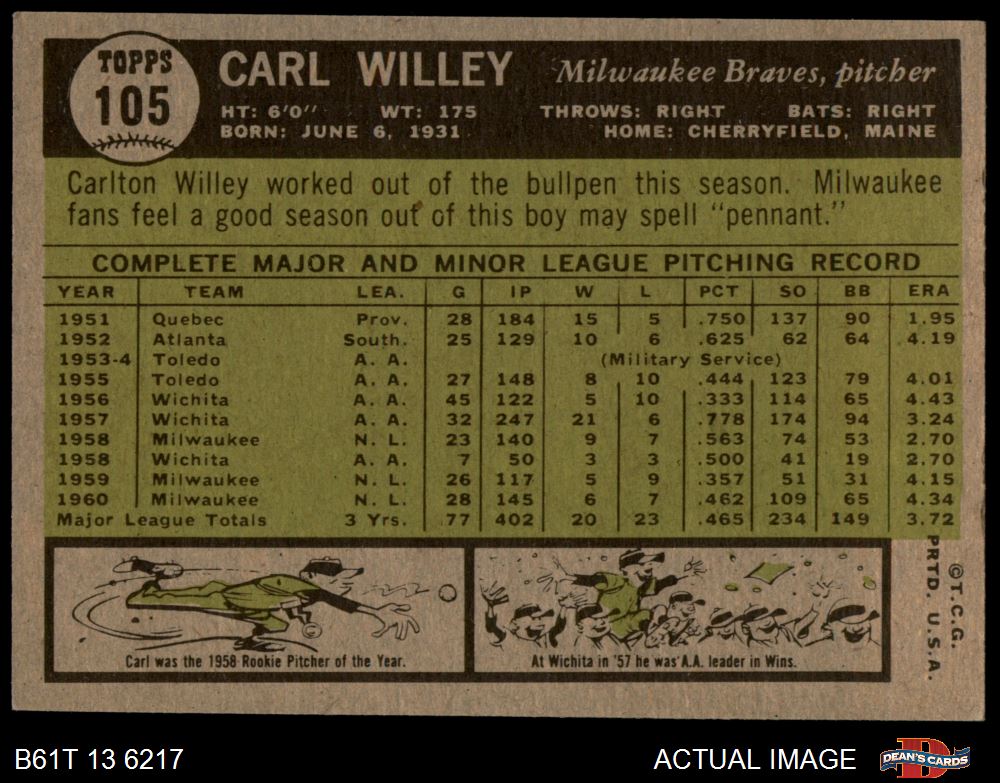 TOPPS
105
CARL WILLEY Milwaukee Braves, pitcher
HT: 6'0" WT: 175 THROWS: RIGHT BATS: RIGHT
BORN: JUNE 6, 1931 HOME: CHERRYFIELD, MAINE
Carlton Willey worked out of the bullpen this season. Milwaukee
fans feel a good season out of this boy may spell "pennant."
COMPLETE MAJOR AND MINOR LEAGUE PITCHING RECORD
YEAR TEAM LEA. G IP W L PCT SO BB ERA
1951 Quebec Prov. 28 184 15 5 .750 137 90 1.95
1952 Atlanta South. 25 129 10 6 .625 62 64 4.19
1953-4 Toledo A. A. (Military Service)
1955 Toledo A. A. 27 148 8 10 .444 123 79 4.01
1956 Wichita A. A. 45 122 5 10 .333 114 65 4.43
1957 Wichita A. A. 32 247 21 6 .778 174 94 3.24
1958 Milwaukee N. L. 23 140 9 7 .563 74 53 2.70
1958 Wichita A. A. 7 50 3 3 .500 41 19 2.70
1959 Milwaukee N. L. 26 117 5 9 .357 51 31 4.15
1960 Milwaukee N. L. 28 145 6 7 .462 109 65 4.34
Major League Totals 3 Yrs. 77 402 20 23 .465 234 149 3.72
Carl was the 1958 Rookie Pitcher of the Year.
At Wichita in '57 he was A.A. leader in Wins.
©T.C.G.
PRTD. U.S.A.
B61T 13 6217
ACTUAL IMAGE
DEAN'S CARDS